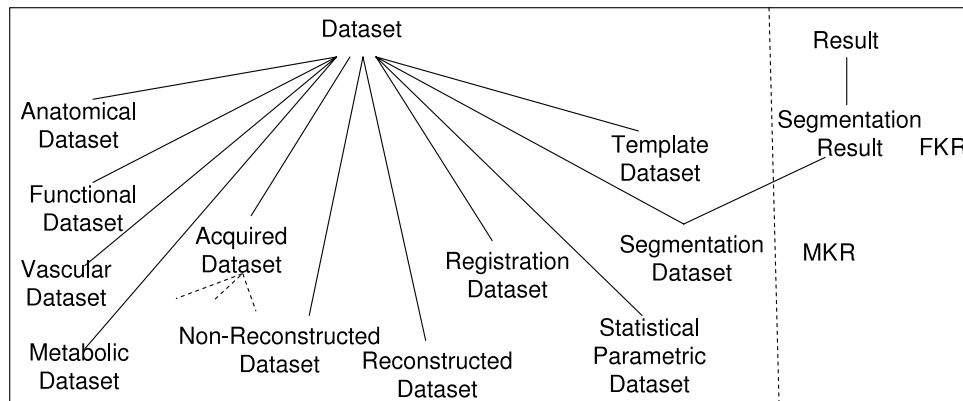 Dataset
Result
Anatomical
Dataset
Segmentation
Result
FKR
Template
Dataset
Functional
Dataset
Acquired
Dataset
Segmentation
Dataset
MKR
Registration
Dataset
Vascular
Dataset
Non-Reconstructed
Dataset
Statistical
Parametric
Dataset
Metabolic
Dataset
Reconstructed
Dataset